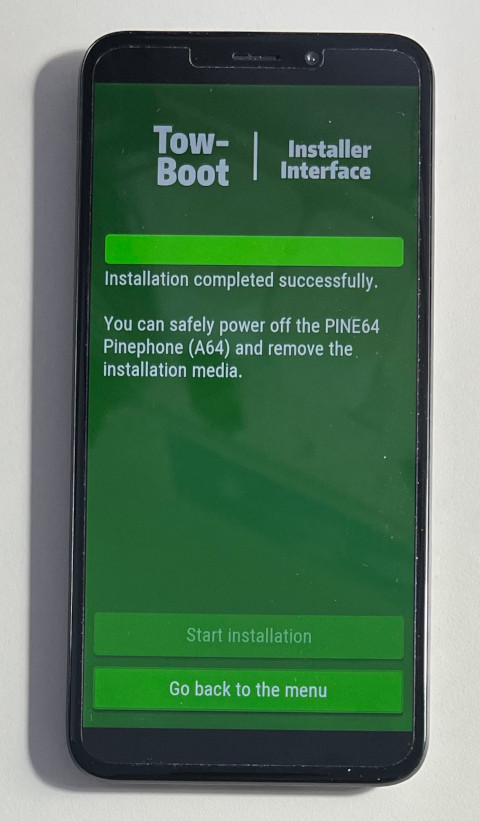 Tow-
Boot
Installer
Interface
Installation completed successfully.
You can safely power off the PINE64
Pinephone (A64) and remove the
installation media.
Start installation
Go back to the menu